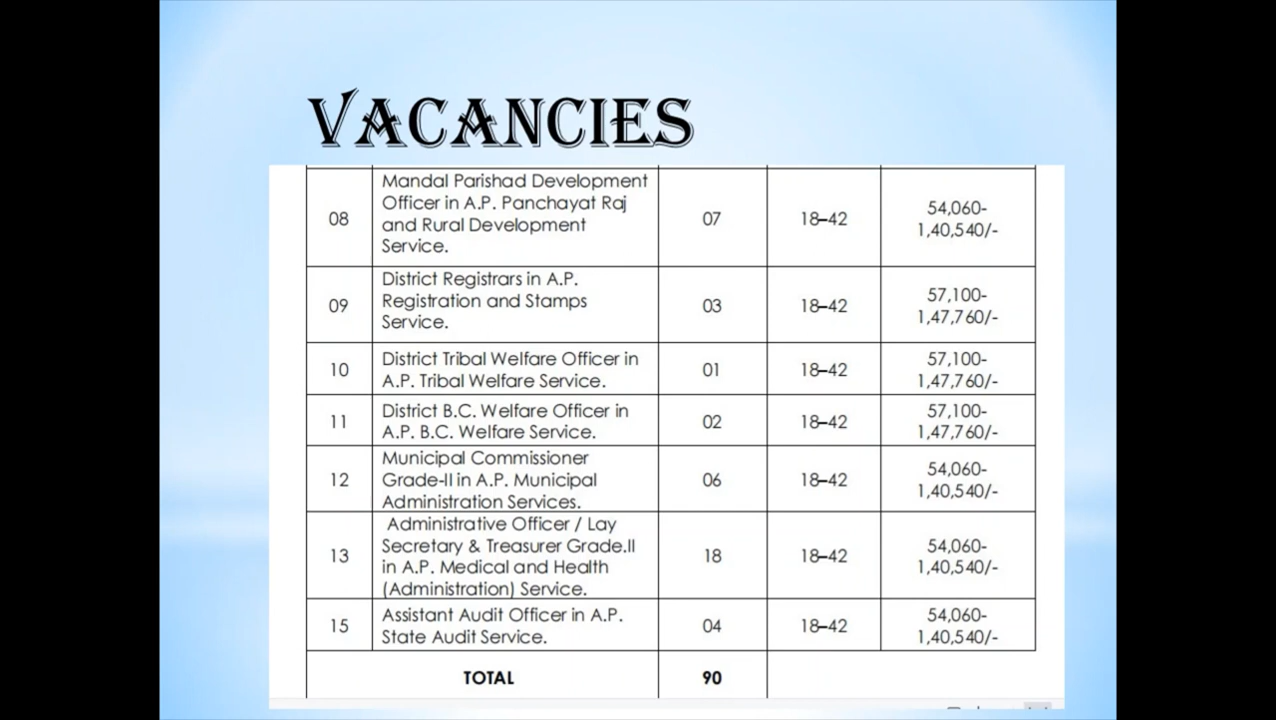 VACANCIES
08 Mandal Parishad Development Officer in A.P. Panchayat Raj and Rural Development Service. 07 18–42 54,060-1,40,540/-
09 District Registrars in A.P. Registration and Stamps Service. 03 18–42 57,100-1,47,760/-
10 District Tribal Welfare Officer in A.P. Tribal Welfare Service. 01 18–42 57,100-1,47,760/-
11 District B.C. Welfare Officer in A.P. B.C. Welfare Service. 02 18–42 57,100-1,47,760/-
12 Municipal Commissioner Grade-II in A.P. Municipal Administration Services. 06 18–42 54,060-1,40,540/-
13 Administrative Officer / Lay Secretary & Treasurer Grade.II in A.P. Medical and Health (Administration) Service. 18 18–42 54,060-1,40,540/-
15 Assistant Audit Officer in A.P. State Audit Service. 04 18–42 54,060-1,40,540/-
TOTAL 90